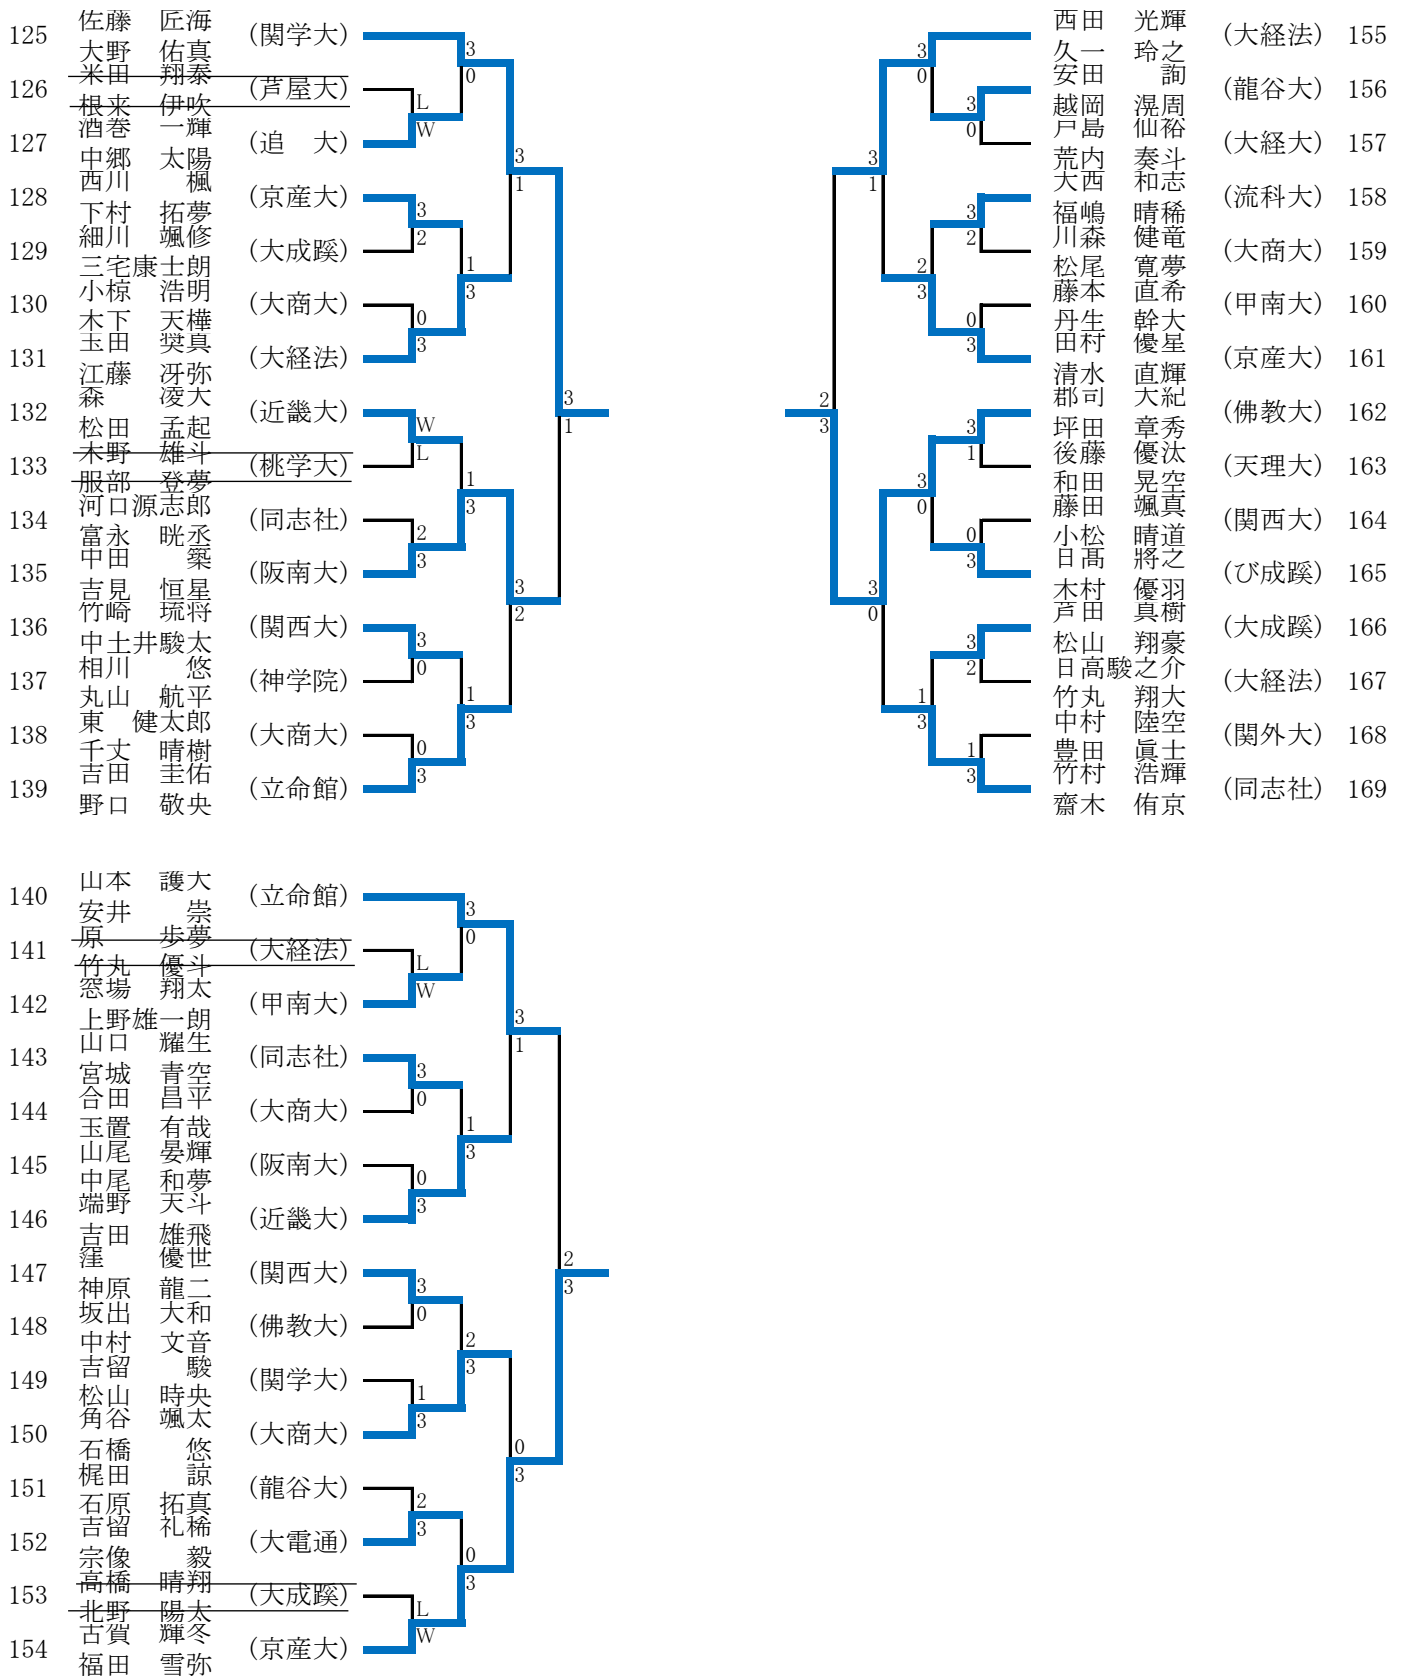 125 佐藤 匠海 (関学大)
大野 佑真
126 米田 翔泰 (芦屋大)
根来 伊吹
127 酒巻 一輝 (追 大)
中郷 太陽
128 西川 楓 (京産大)
下村 拓夢
129 細川 颯修 (大成蹊)
三宅康士朗
130 小椋 浩明 (大商大)
木下 天樺
131 玉田 奨真 (大経法)
江藤 冴弥
132 森 凌大 (近畿大)
松田 孟起
133 木野 雄斗 (桃学大)
服部 登夢
134 河口源志郎 (同志社)
富永 晄丞
135 中田 築 (阪南大)
吉見 恒星
136 竹崎 琉将 (関西大)
中土井駿太
137 相川 悠 (神学院)
丸山 航平
138 東 健太郎 (大商大)
千丈 晴樹
139 吉田 圭佑 (立命館)
野口 敬央
3
0
L
W
3
1
3
2
1
3
0
3
3
1
W
L
1
3
2
3
3
2
3
0
1
3
0
3
西田 光輝 (大経法) 155
久一 玲之
安田 詢 (龍谷大) 156
越岡 滉周
戸島 仙裕 (大経大) 157
荒内 奏斗
大西 和志 (流科大) 158
福嶋 晴稀
川森 健竜 (大商大) 159
松尾 寛夢
藤本 直希 (甲南大) 160
丹生 幹大
田村 優星 (京産大) 161
清水 直輝
郡司 大紀 (佛教大) 162
坪田 章秀
後藤 優汰 (天理大) 163
和田 晃空
藤田 颯真 (関西大) 164
小松 晴道
日髙 將之 (び成蹊) 165
木村 優羽
芦田 真樹 (大成蹊) 166
松山 翔豪
日高駿之介 (大経法) 167
竹丸 翔大
中村 陸空 (関外大) 168
豊田 眞士
竹村 浩輝 (同志社) 169
齋木 侑京
3
0
3
0
3
1
3
2
2
3
0
3
2
3
3
1
3
0
0
3
3
0
3
2
1
3
1
3
140 山本 護大 (立命館)
安井 崇
141 原 歩夢 (大経法)
竹丸 優斗
142 窓場 翔太 (甲南大)
上野雄一朗
143 山口 耀生 (同志社)
宮城 青空
144 合田 昌平 (大商大)
玉置 有哉
145 山尾 晏輝 (阪南大)
中尾 和夢
146 端野 天斗 (近畿大)
吉田 雄飛
147 窪 優世 (関西大)
神原 龍二
148 坂出 大和 (佛教大)
中村 文音
149 吉留 駿 (関学大)
松山 時央
150 角谷 颯太 (大商大)
石橋 悠
151 梶田 諒 (龍谷大)
石原 拓真
152 吉留 礼稀 (大電通)
宗像 毅
153 高橋 晴翔 (大成蹊)
北野 陽太
154 古賀 輝冬 (京産大)
福田 雪弥
3
0
L
W
3
1
3
0
1
3
0
3
2
3
3
0
2
3
1
3
0
3
2
3
0
3
L
W